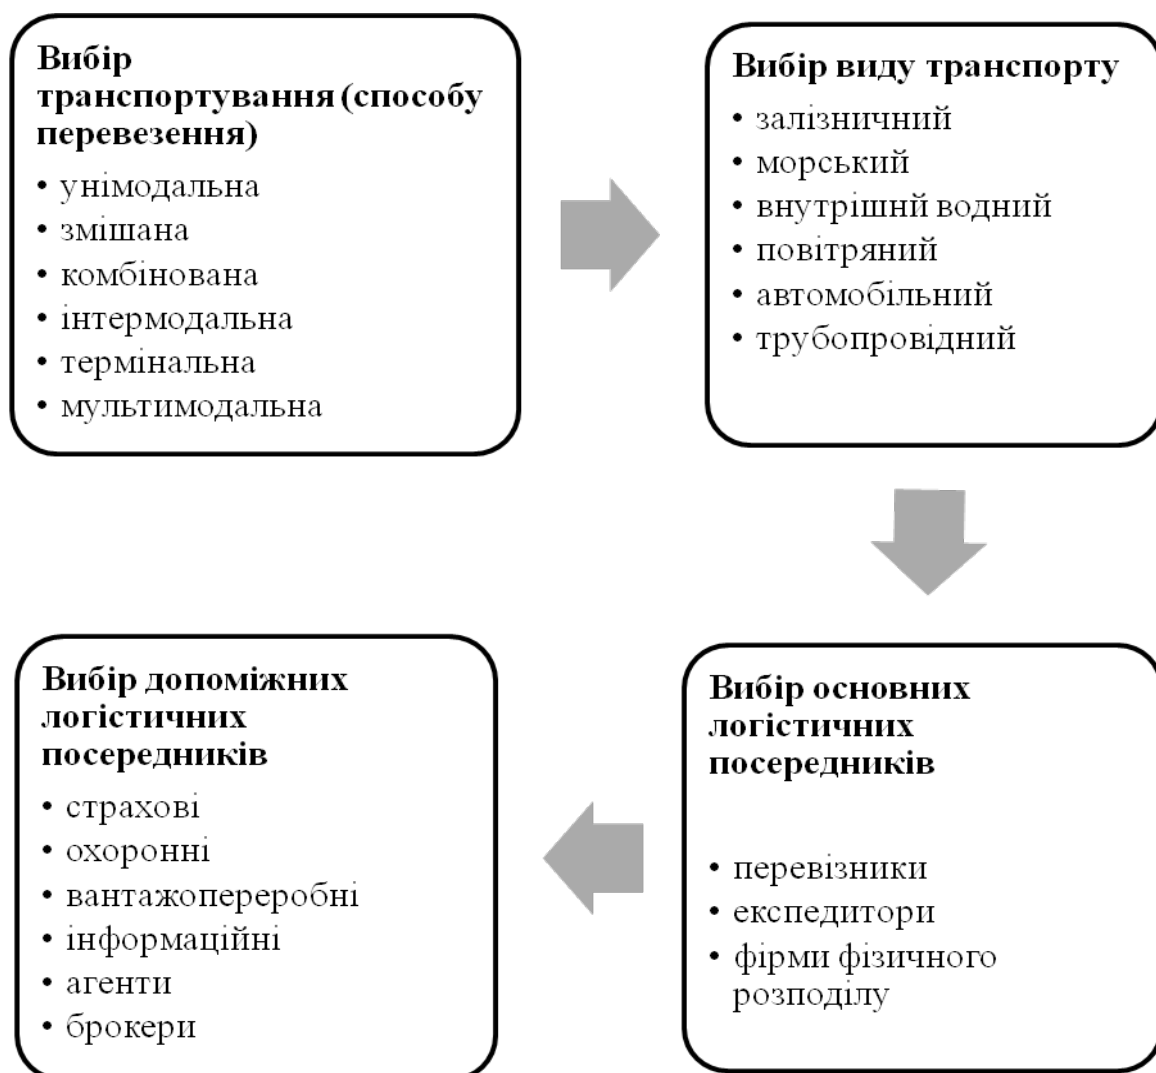 Вибір
транспортування (способу
перевезення)
• унімодальна
• змішана
• комбінована
• інтермодальна
• термінальна
• мультимодальна
Вибір виду транспорту
• залізничний
• морський
• внутрішнй водний
• повітряний
• автомобільний
• трубопровідний
Вибір основних
логістичних
посередників
• перевізники
• експедитори
• фірми фізичного
розподілу
Вибір допоміжних
логістичних
посередників
• страхові
• охоронні
• вантажопереробні
• інформаційні
• агенти
• брокери